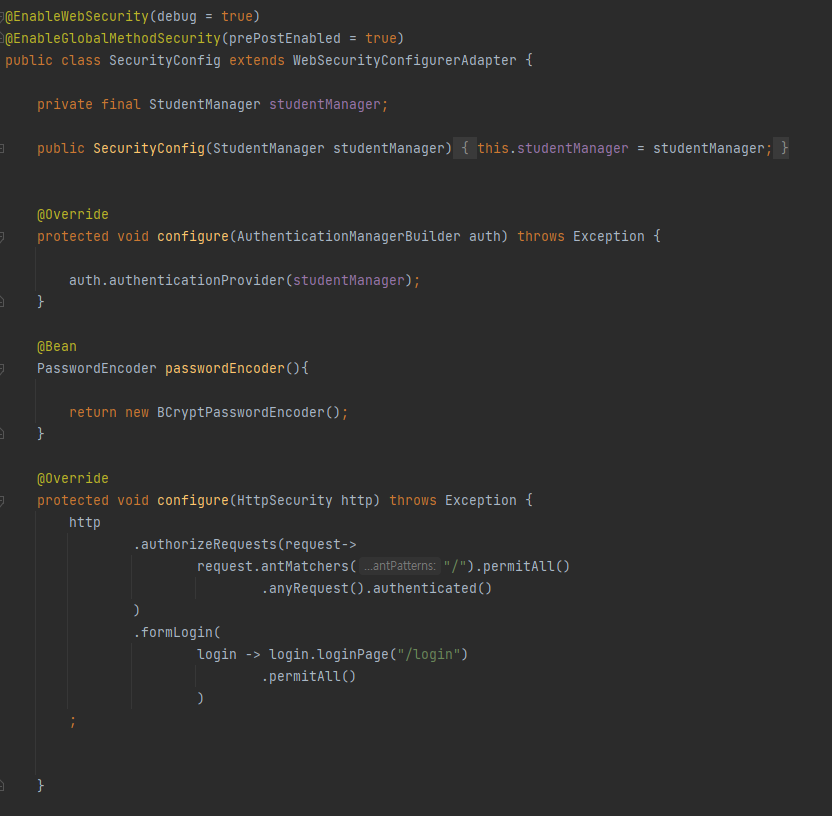 @EnableWebSecurity(debug = true)
@EnableGlobalMethodSecurity(prePostEnabled = true)
public class SecurityConfig extends WebSecurityConfigurerAdapter {
private final StudentManager studentManager;
public SecurityConfig(StudentManager studentManager) { this.studentManager = studentManager; }
@Override
protected void configure(AuthenticationManagerBuilder auth) throws Exception {
auth.authenticationProvider(studentManager);
}
@Bean
PasswordEncoder passwordEncoder(){
return new BCryptPasswordEncoder();
}
@Override
protected void configure(HttpSecurity http) throws Exception {
http
.authorizeRequests(request->
request.antMatchers( ...antPatterns: "/").permitAll()
.anyRequest().authenticated()
)
.formLogin(
login -> login.loginPage("/login")
.permitAll()
)
;
}